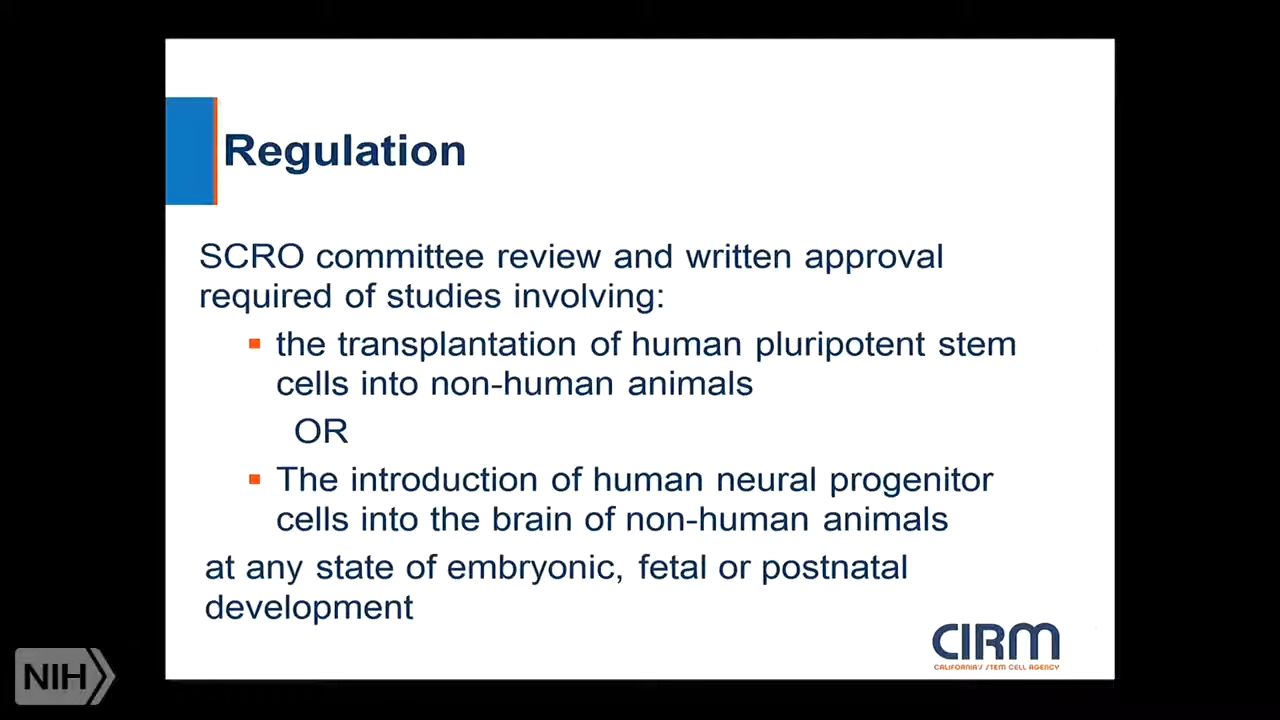 Regulation
SCRO committee review and written approval
required of studies involving:
the transplantation of human pluripotent stem
cells into non-human animals
OR
The introduction of human neural progenitor
cells into the brain of non-human animals
at any state of embryonic, fetal or postnatal
development
CIRM
CALIFORNIA'S STEM CELL AGENCY
NIH